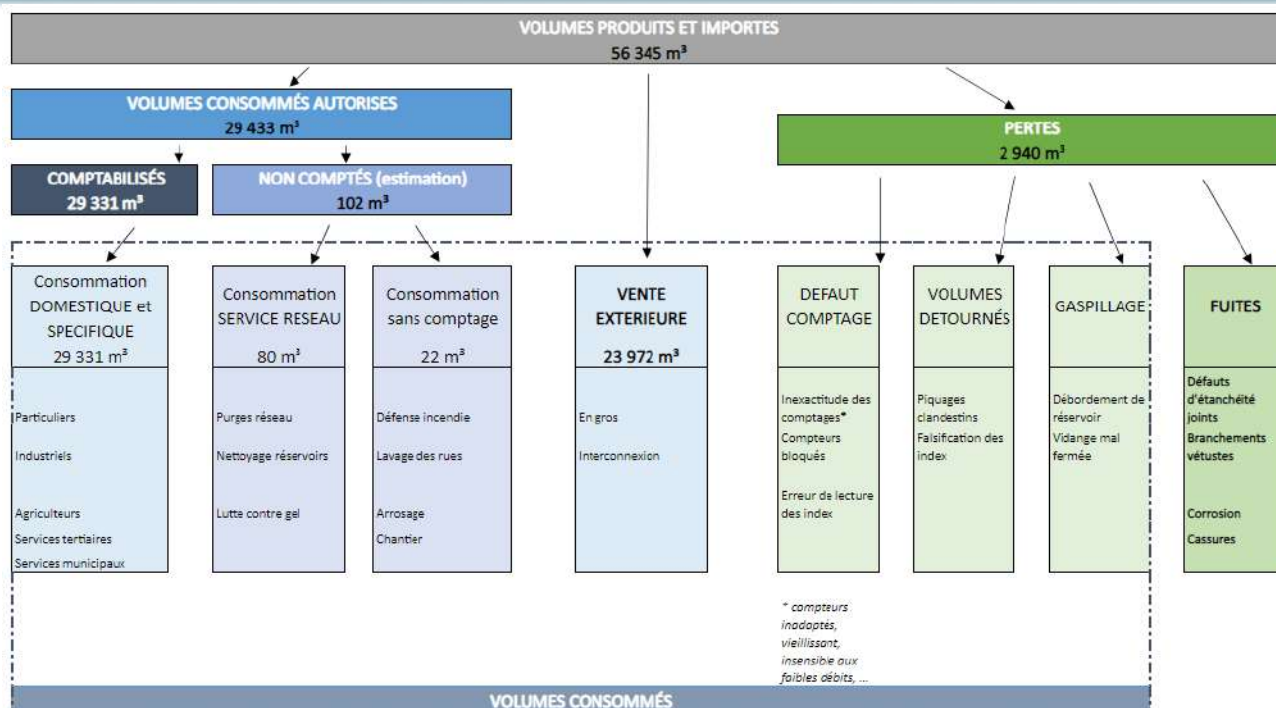 VOLUMES PRODUITS ET IMPORTES
56 345 m³
VOLUMES CONSOMMÉS AUTORISES
29 433 m³
PERTES
2 940 m³
COMPTABILISÉS
29 331 m³
NON COMPTÉS (estimation)
102 m³
Consommation
DOMESTIQUE et
SPECIFIQUE
29 331 m³
Particuliers
Industriels
Agriculteurs
Services tertiaires
Services municipaux
Consommation
SERVICE RESEAU
80 m³
Purges réseau
Nettoyage réservoirs
Lutte contre gel
Consommation
sans comptage
22 m³
Défense incendie
Lavage des rues
Arrosage
Chantier
VENTE
EXTERIEURE
23 972 m³
En gros
Interconnexion
DEFAUT
COMPTAGE
Inexactitude des
comptages*
Compteurs
bloqués
Erreur de lecture
des index
* compteurs
inadaptés,
vieillissant,
insensible aux
faibles débits, ...
VOLUMES
DETOURNÉS
Piquages
clandestins
Falsification des
index
GASPILLAGE
Débordement de
réservoir
Vidange mal
fermée
FUITES
Défauts
d'étanchéité
joints
Branchements
vétustes
Corrosion
Cassures
VOLUMES CONSOMMÉS